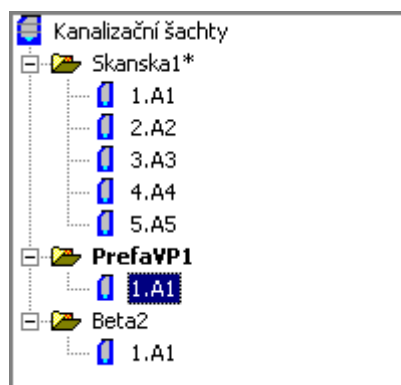 Kanalizační šachty
Skanska1*
1.A1
2.A2
3.A3
4.A4
5.A5
PrefaVP1
1.A1
Beta2
1.A1